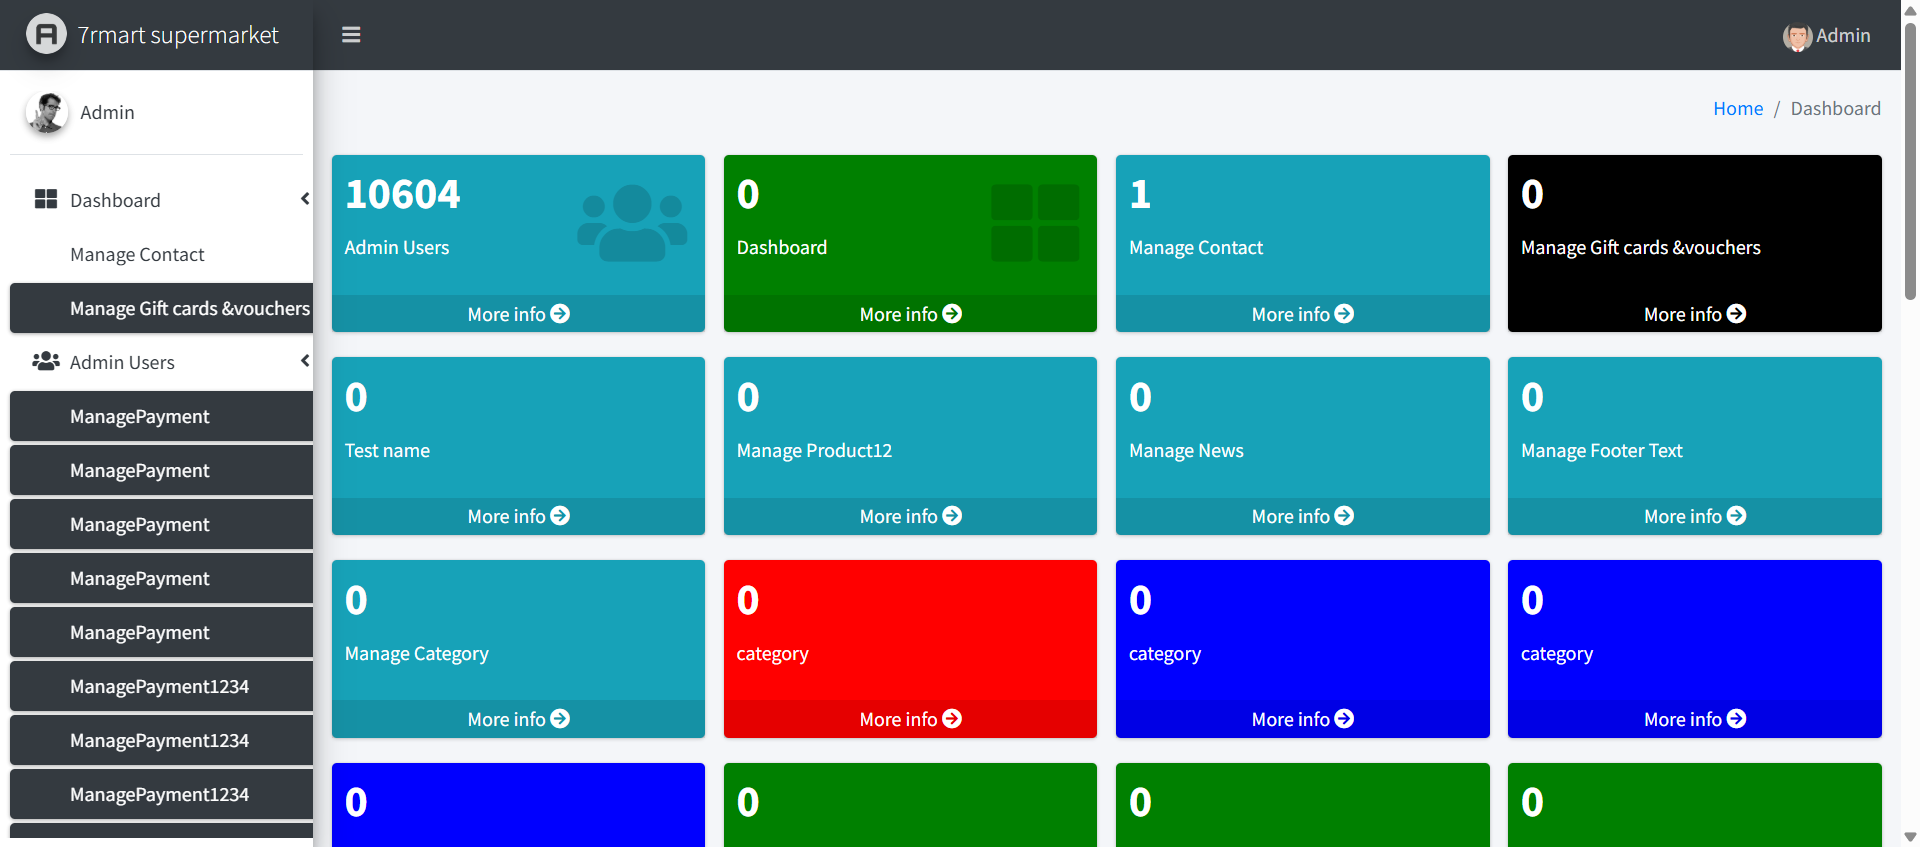 7rmart supermarket
Admin
Admin
Home / Dashboard
Dashboard
Manage Contact
Manage Gift cards &vouchers
Admin Users
ManagePayment
ManagePayment
ManagePayment
ManagePayment
ManagePayment
ManagePayment1234
ManagePayment1234
ManagePayment1234
10604
Admin Users
More info
0
Dashboard
More info
1
Manage Contact
More info
0
Manage Gift cards &vouchers
More info
0
Test name
More info
0
Manage Product12
More info
0
Manage News
More info
0
Manage Footer Text
More info
0
Manage Category
More info
0
category
More info
0
category
More info
0
category
More info
0
0
0
0